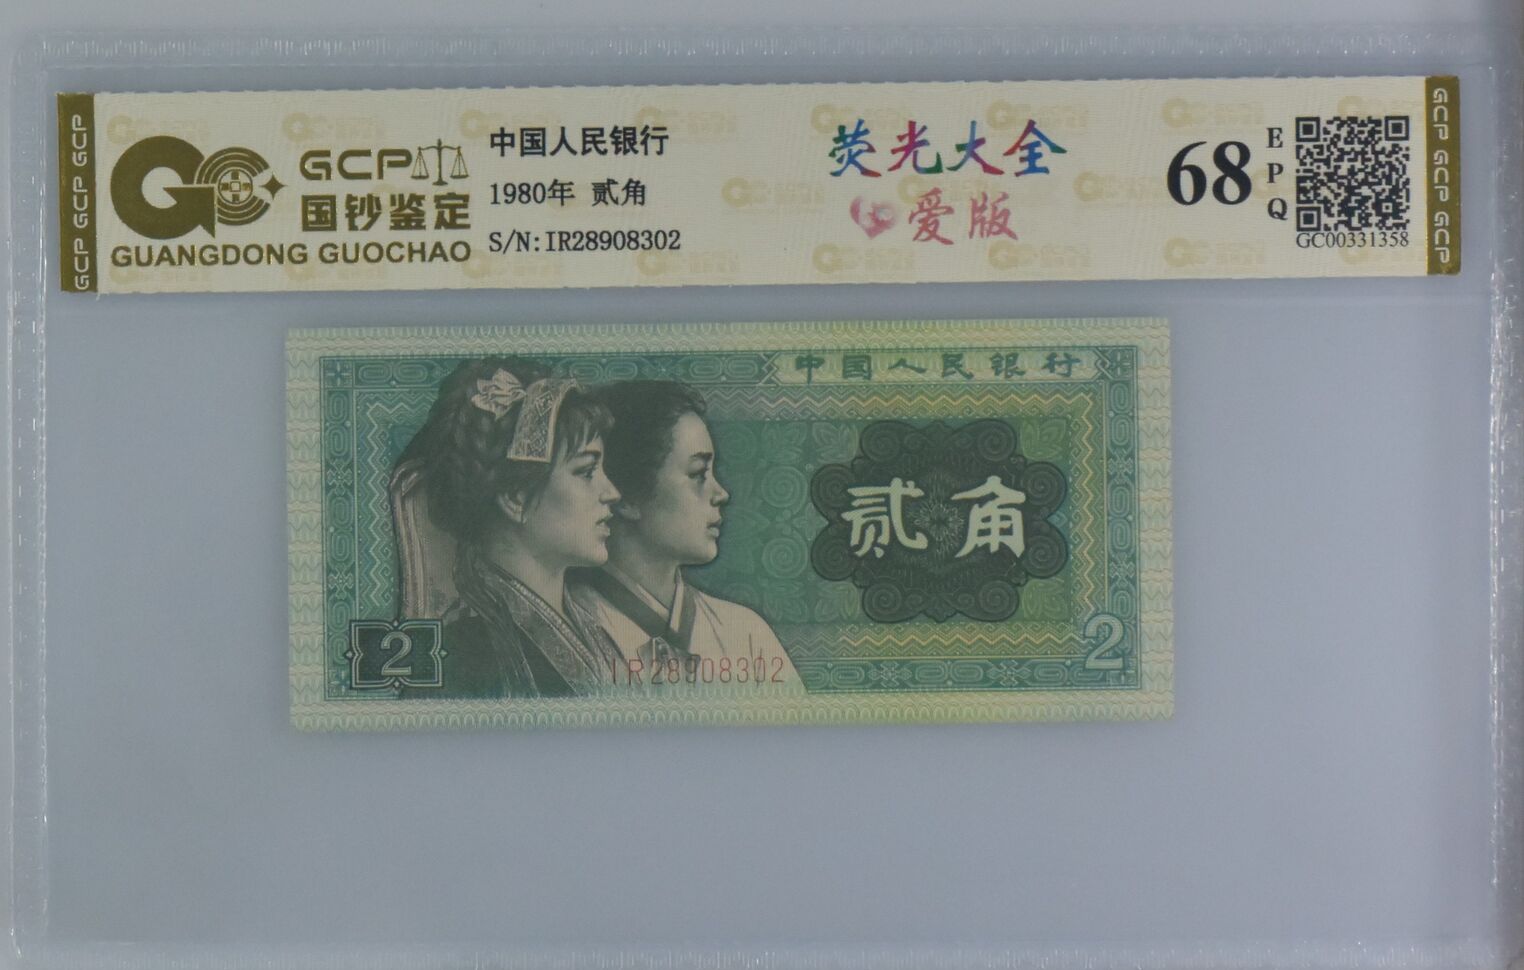 GCP
国钞鉴定
GUANGDONG GUOCHAO
中国人民银行
1980年 贰角
S/N:IR28908302
荧光大全
爱版
68
EPQ
GC00331358
GCP GCP GCP
GCP GCP GCP
中国人民银行
贰角
2
2
IR28908302